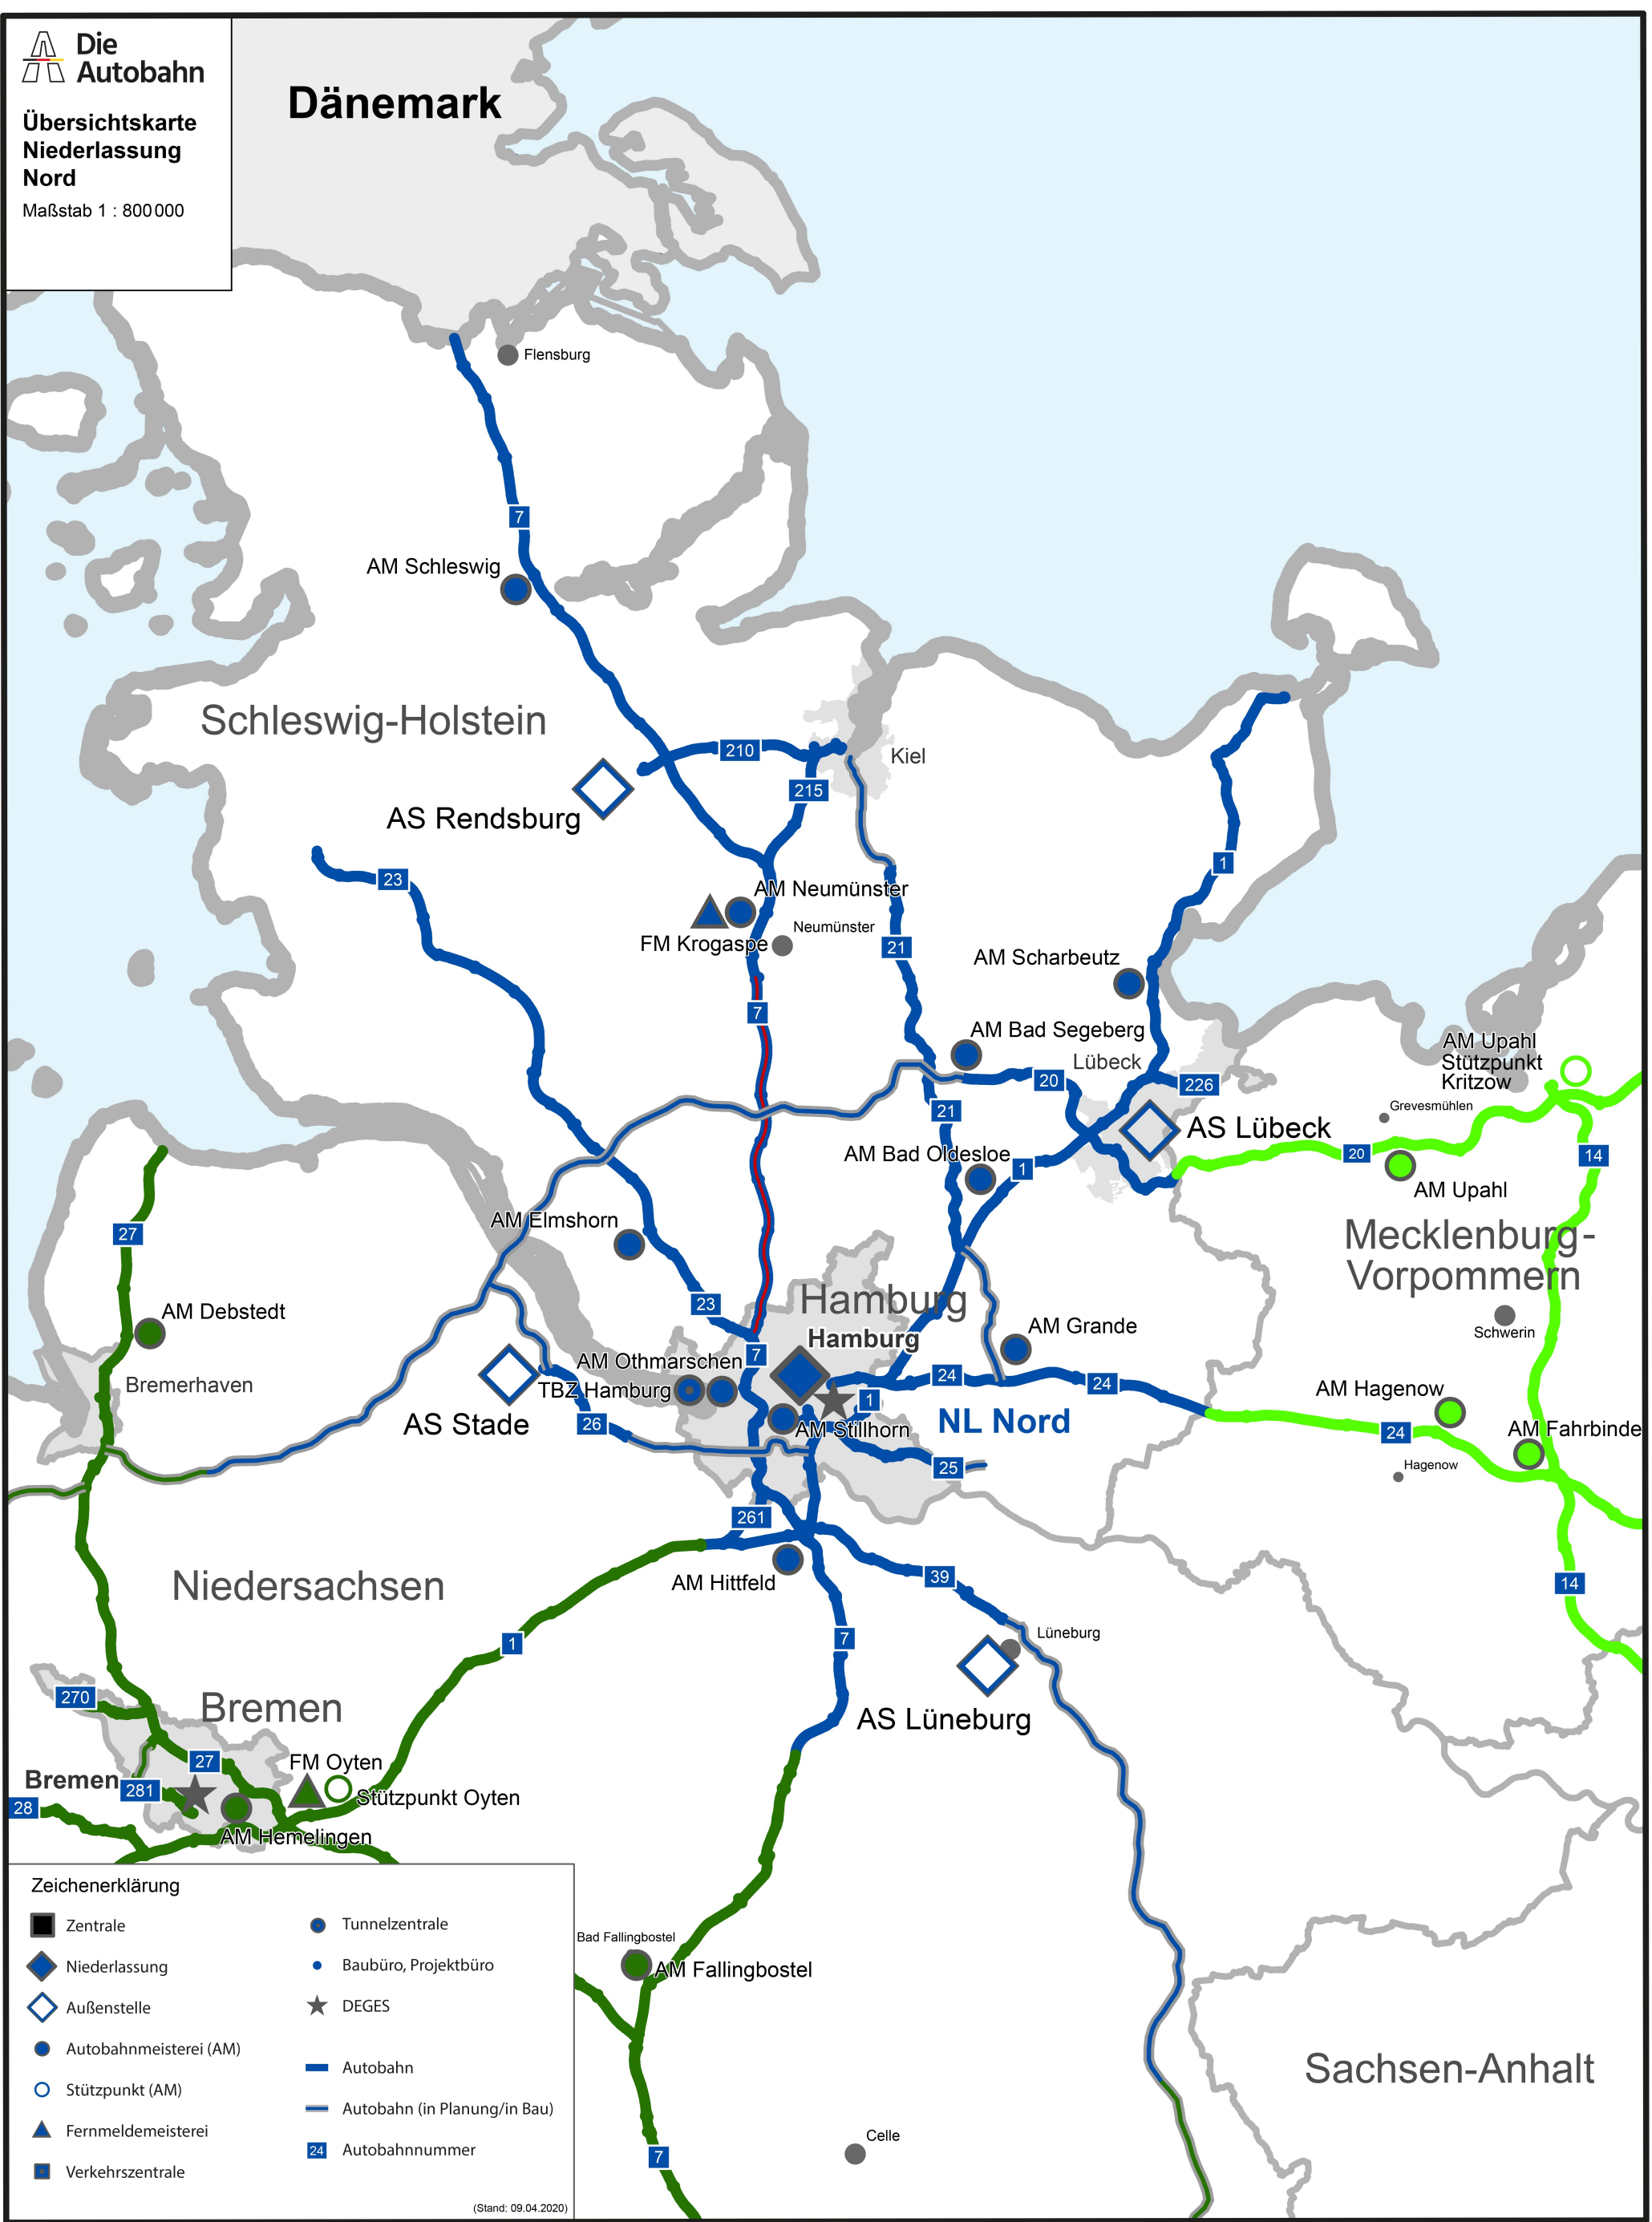 Die
Autobahn
Übersichtskarte
Niederlassung
Nord
Maßstab 1 : 800 000
Dänemark
Flensburg
7
AM Schleswig
Schleswig-Holstein
210
Kiel
215
AS Rendsburg
1
23
AM Neumünster
Neumünster
FM Krogaspe
21
AM Scharbeutz
7
AM Bad Segeberg
AM Upahl
Stützpunkt
Kritzow
Lübeck
20
226
Grevesmühlen
21
AS Lübeck
20
14
AM Bad Oldesloe
1
AM Upahl
AM Elmshorn
27
Mecklenburg-
Vorpommern
Hamburg
23
AM Debstedt
Schwerin
Hamburg
AM Grande
7
AM Othmarschen
Bremerhaven
TBZ Hamburg
24
24
AM Hagenow
1
AS Stade
26
AM Stillhorn
NL Nord
24
AM Fahrbinde
25
Hagenow
261
Niedersachsen
AM Hittfeld
39
14
1
7
Lüneburg
270
Bremen
AS Lüneburg
27
FM Oyten
Bremen
281
Stützpunkt Oyten
28
AM Hemelingen
Bad Fallingbostel
AM Fallingbostel
Sachsen-Anhalt
Celle
7
Zeichenerklärung
Zentrale
Niederlassung
Außenstelle
Autobahnmeisterei (AM)
Stützpunkt (AM)
Fernmeldemeisterei
Verkehrszentrale
Tunnelzentrale
Baubüro, Projektbüro
DEGES
Autobahn
Autobahn (in Planung/in Bau)
24
Autobahnnummer
(Stand: 09.04.2020)